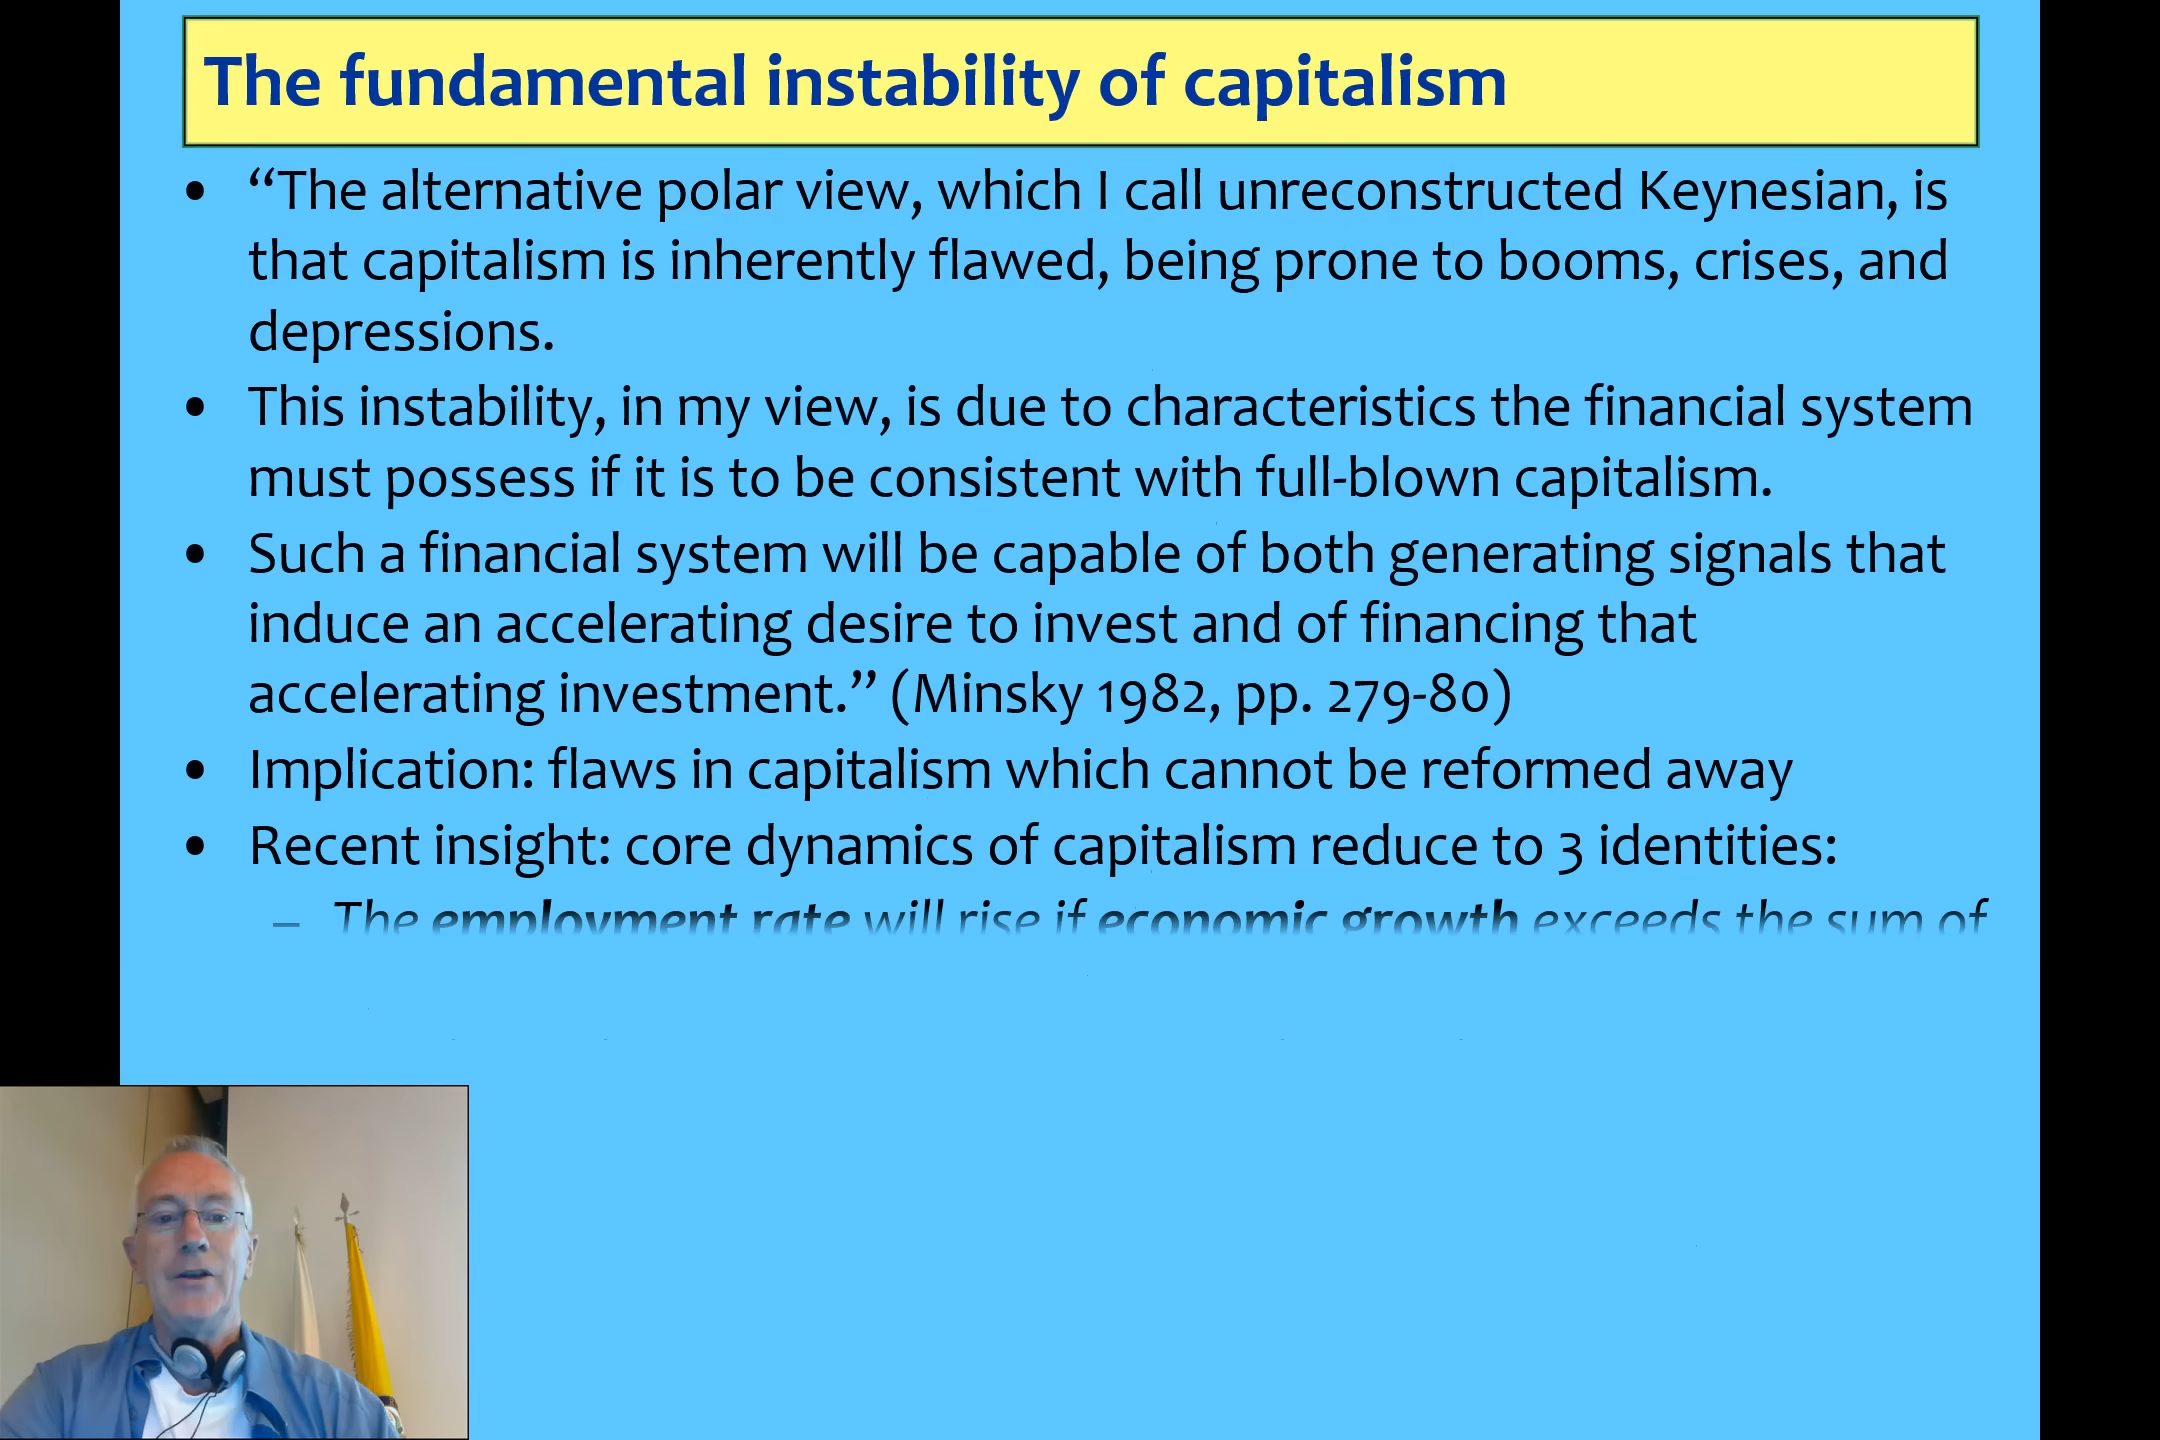 The fundamental instability of capitalism
• “The alternative polar view, which I call unreconstructed Keynesian, is
that capitalism is inherently flawed, being prone to booms, crises, and
depressions.
• This instability, in my view, is due to characteristics the financial system
must possess if it is to be consistent with full-blown capitalism.
• Such a financial system will be capable of both generating signals that
induce an accelerating desire to invest and of financing that
accelerating investment.” (Minsky 1982, pp. 279-80)
• Implication: flaws in capitalism which cannot be reformed away
• Recent insight: core dynamics of capitalism reduce to 3 identities:
– The employment rate will rise if economic growth exceeds the sum of